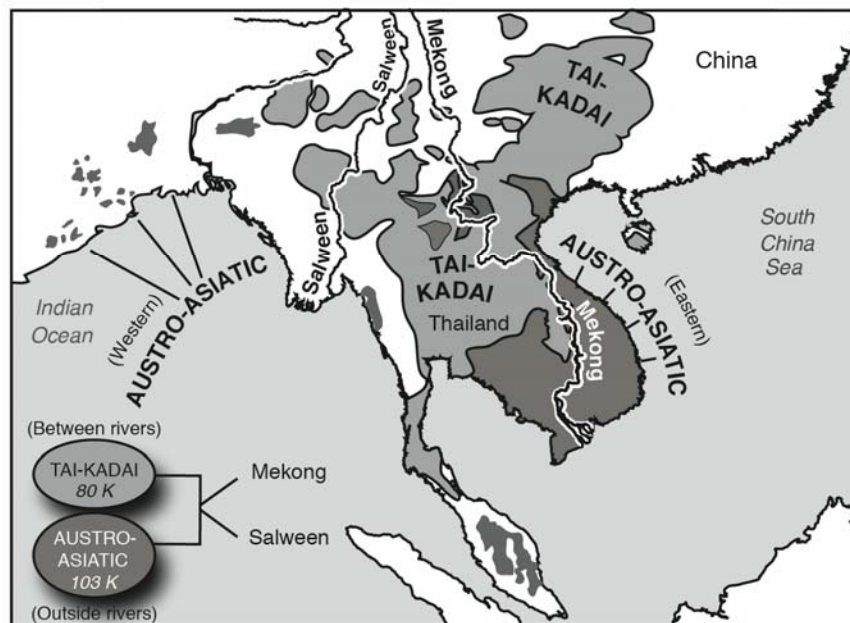 Salween
Mekong
TAI-
KADAI
China
Salween
South
China
Sea
Indian
Ocean
(Western)
AUSTRO-ASIATIC
TAI-
KADAI
Thailand
Mekong
AUSTRO-ASIATIC
(Eastern)
(Between rivers)
TAI-KADAI
80 K
Mekong
AUSTRO-
ASIATIC
103 K
Salween
(Outside rivers)